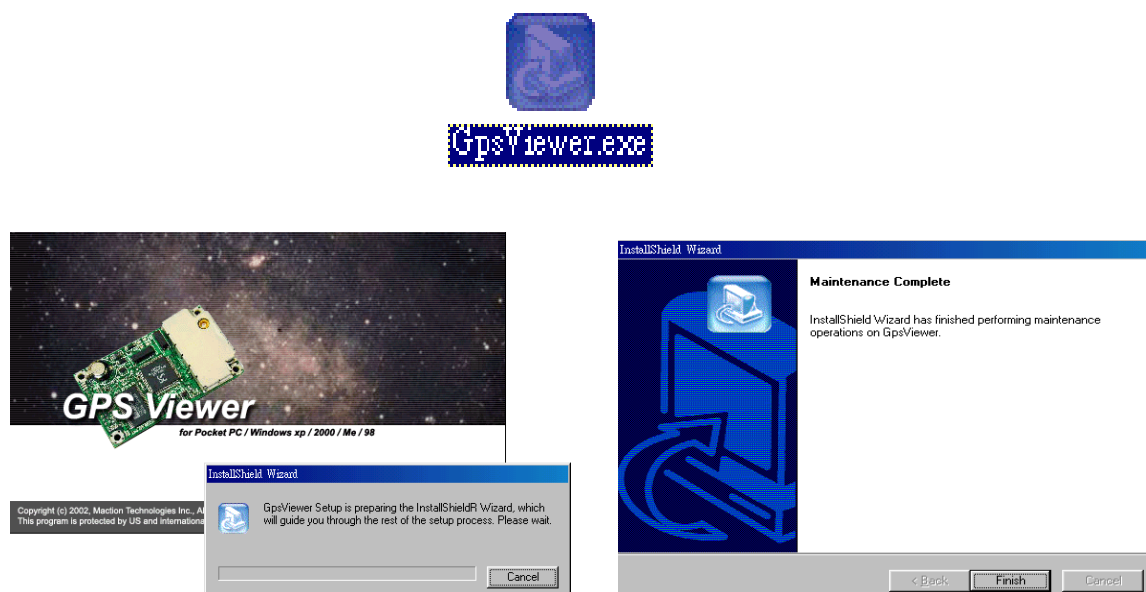 GpsViewer.exe
GPS Viewer
for Pocket PC / Windows xp / 2000 / Me / 98
Copyright (c) 2002, Maction Technologies Inc.,
This program is protected by US and
InstallShield Wizard
GpsViewer Setup is preparing the InstallShieldR Wizard, which
will guide you through the rest of the setup process. Please wait.
Cancel
InstallShield Wizard
Maintenance Complete
InstallShield Wizard has finished performing maintenance
operations on GpsViewer.
< Back
Finish
Cancel